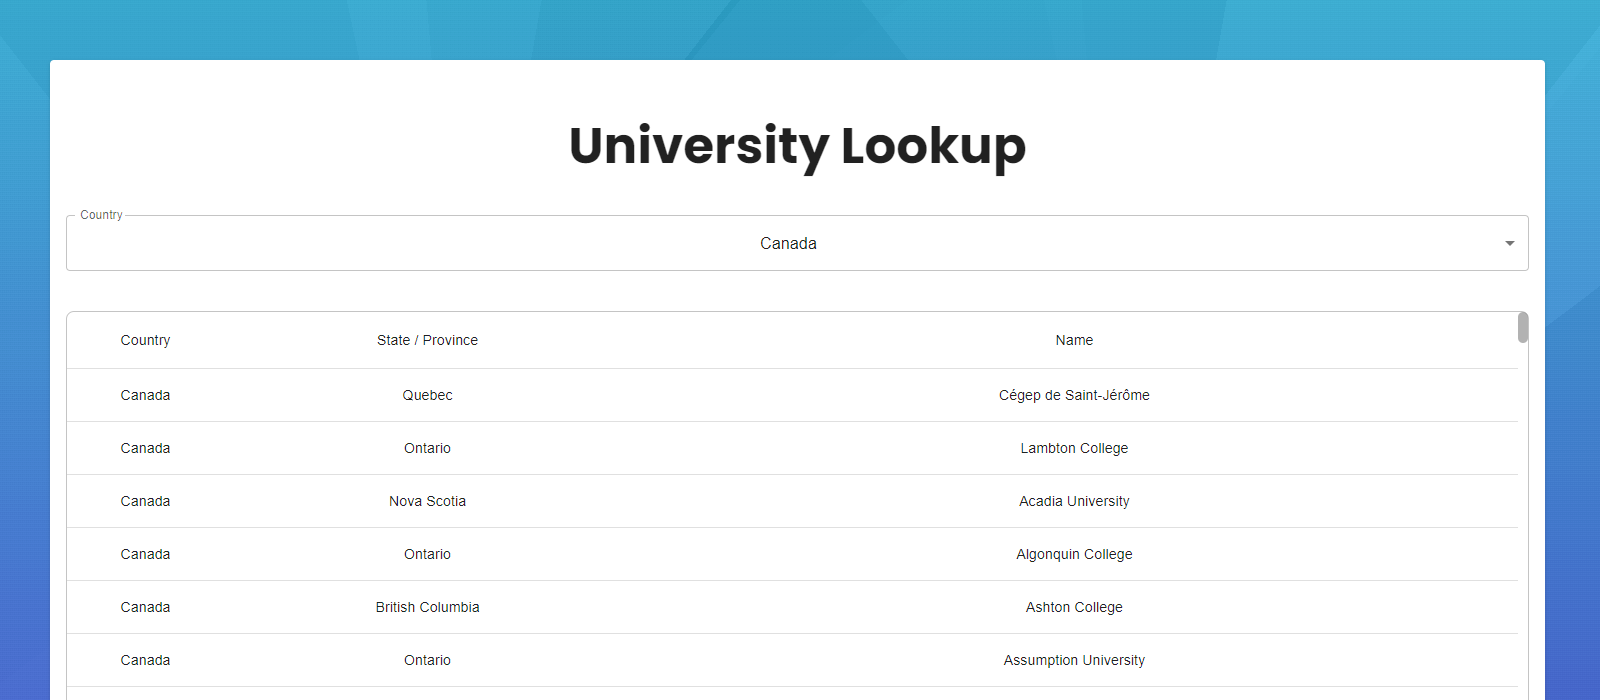 University Lookup
Country
Canada
Country State / Province Name
Canada Quebec Cégep de Saint-Jérôme
Canada Ontario Lambton College
Canada Nova Scotia Acadia University
Canada Ontario Algonquin College
Canada British Columbia Ashton College
Canada Ontario Assumption University